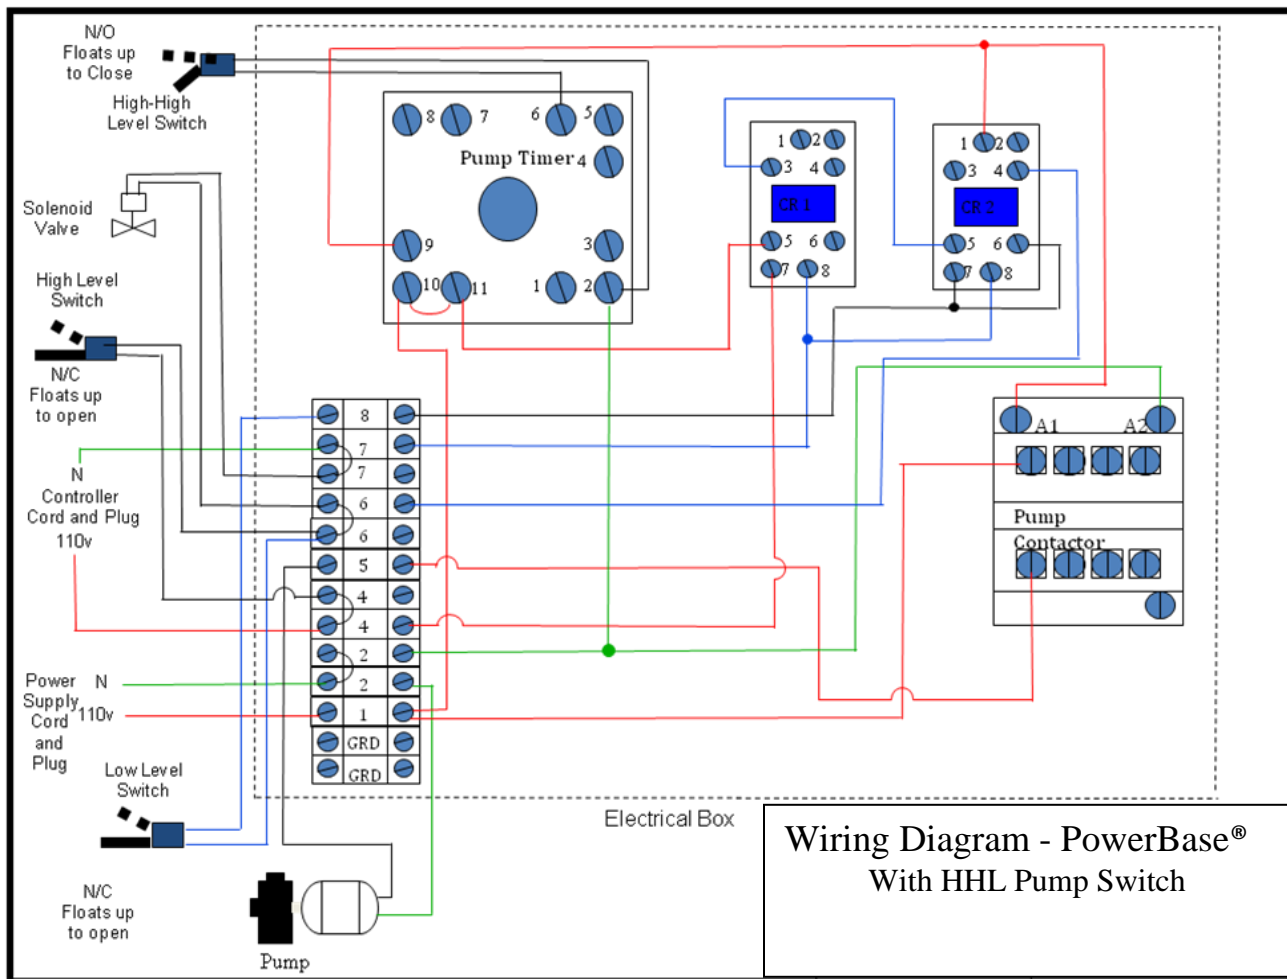 N/O
Floats up
to Close
High-High
Level Switch
8 7 6 5
Pump Timer 4
9 3
10 11 1 2
1 2
3 4
CR 1
5 6
7 8
1 2
3 4
CR 2
5 6
7 8
Solenoid
Valve
High Level
Switch
N/C
Floats up
to open
8
7
7
6
6
5
4
4
2
2
1
GRD
GRD
N
Controller
Cord and Plug
110v
A1 A2
Pump
Contactor
Power N
Supply 110v
Cord
and
Plug
Low Level
Switch
N/C
Floats up
to open
Pump
Electrical Box
Wiring Diagram - PowerBase®
With HHL Pump Switch